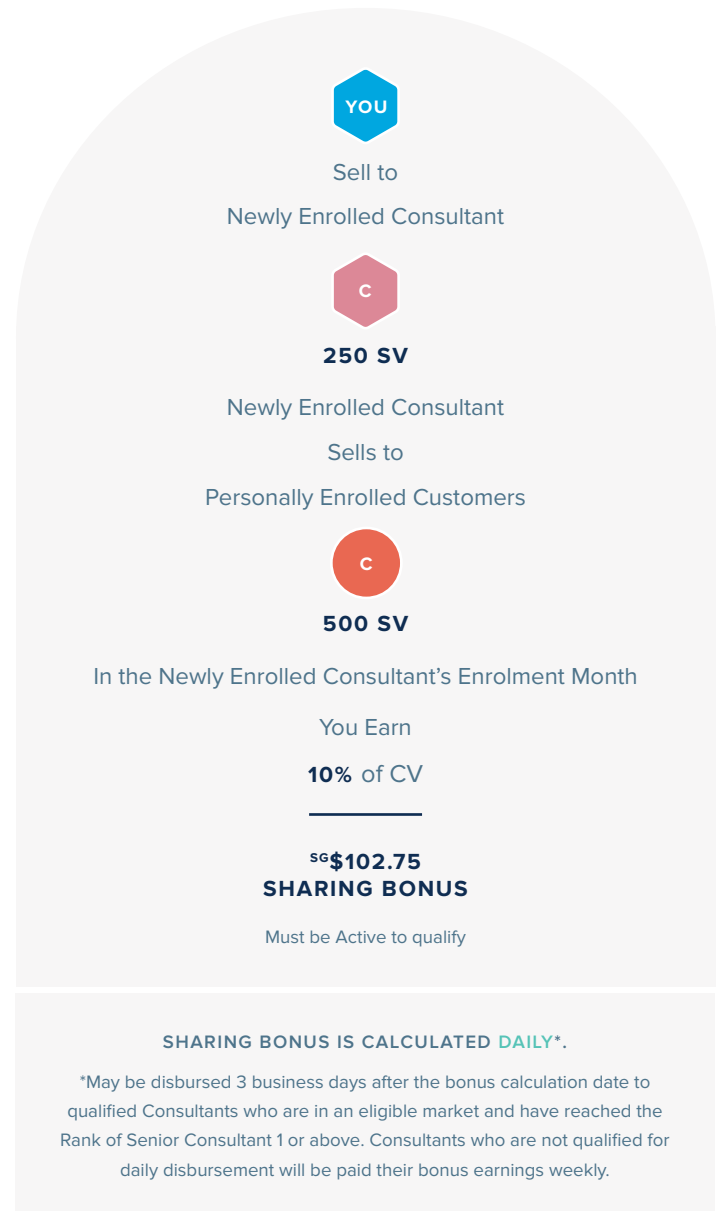 YOU
Sell to
Newly Enrolled Consultant
C
250 SV
Newly Enrolled Consultant
Sells to
Personally Enrolled Customers
C
500 SV
In the Newly Enrolled Consultant’s Enrolment Month
You Earn
10% of CV
SG$102.75
SHARING BONUS
Must be Active to qualify
SHARING BONUS IS CALCULATED DAILY*.
*May be disbursed 3 business days after the bonus calculation date to
qualified Consultants who are in an eligible market and have reached the
Rank of Senior Consultant 1 or above. Consultants who are not qualified for
daily disbursement will be paid their bonus earnings weekly.